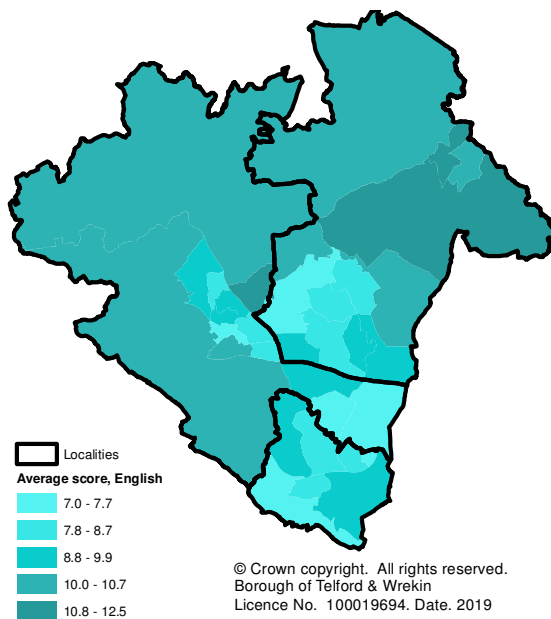 Localities
Average score, English
7.0 - 7.7
7.8 - 8.7
8.8 - 9.9
10.0 - 10.7
10.8 - 12.5
© Crown copyright. All rights reserved.
Borough of Telford & Wrekin
Licence No. 100019694. Date. 2019